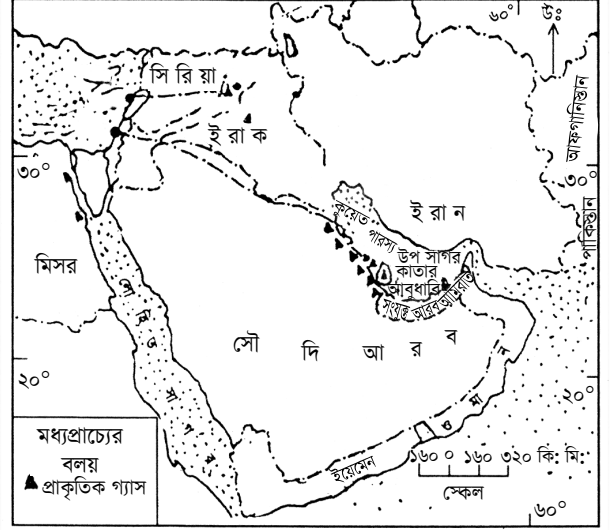 ৬০°
উঃ
সি রি য়া
ই রা ক
আফগানিস্তান
৩০°
৩০°
ই রা ন
পাকিস্তান
কুয়েত
পারস্য
উপ সাগর
কাতার
আবুধাবি
সংযুক্ত আরব আমিরাত
মিসর
লোহিত
সা গ র
সৌ দি আ র ব
২০°
২০°
ওমান
ইয়েমেন
মধ্যপ্রাচ্যের
বলয়
প্রাকৃতিক গ্যাস
১৬০ ০ ১৬০ ৩২০ কি: মি:
স্কেল
৬০°